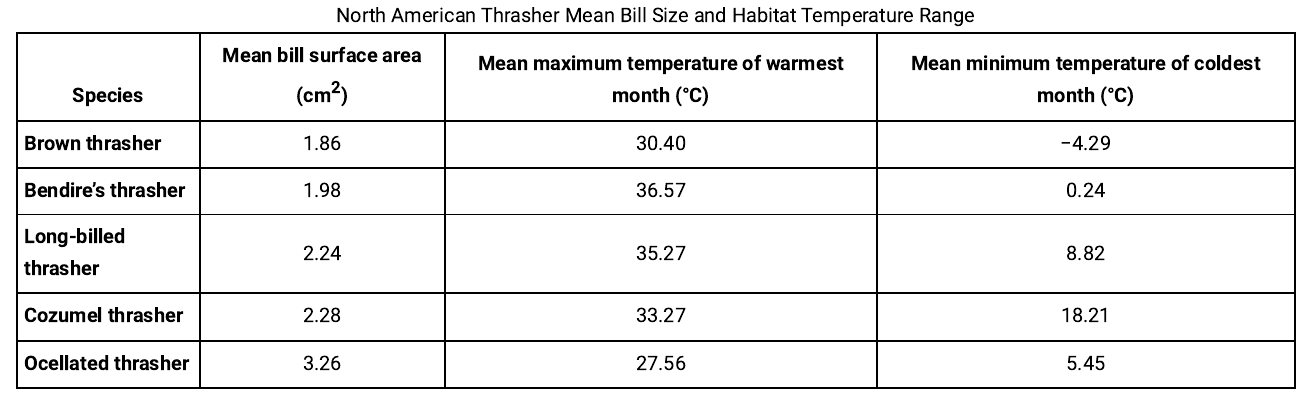 North American Thrasher Mean Bill Size and Habitat Temperature Range
Species
Mean bill surface area
(cm²)
Mean maximum temperature of warmest
month (°C)
Mean minimum temperature of coldest
month (°C)
Brown thrasher 1.86 30.40 −4.29
Bendire’s thrasher 1.98 36.57 0.24
Long-billed
thrasher 2.24 35.27 8.82
Cozumel thrasher 2.28 33.27 18.21
Ocellated thrasher 3.26 27.56 5.45